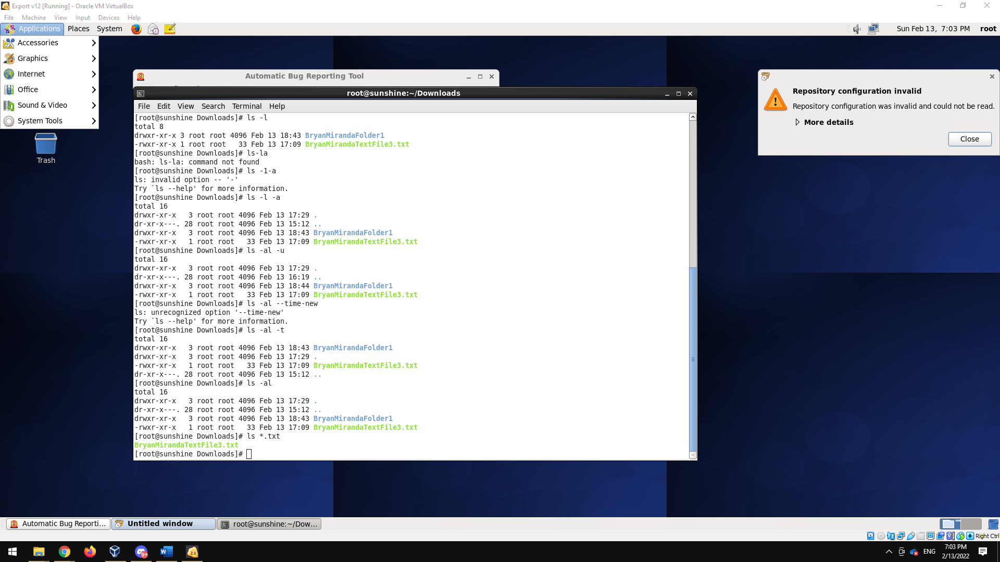 Export v12 [Running] - Oracle VM VirtualBox
File Machine View Input Devices Help
Applications Places System
Sun Feb 13, 7:03 PM root
Accessories
Graphics
Internet
Office
Sound & Video
System Tools
Trash
Automatic Bug Reporting Tool
root@sunshine:~/Downloads
File Edit View Search Terminal Help
[root@sunshine Downloads]# ls -l
total 8
drwxr-xr-x 3 root root 4096 Feb 13 18:43 BryanMirandaFolder1
-rwxr-xr-x 1 root root   33 Feb 13 17:09 BryanMirandaTextFile3.txt
[root@sunshine Downloads]# ls-la
bash: ls-la: command not found
[root@sunshine Downloads]# ls -1-a
ls: invalid option -- '-'
Try `ls --help' for more information.
[root@sunshine Downloads]# ls -l -a
total 16
drwxr-xr-x   3 root root 4096 Feb 13 17:29 .
dr-xr-x---. 28 root root 4096 Feb 13 15:12 ..
drwxr-xr-x   3 root root 4096 Feb 13 18:43 BryanMirandaFolder1
-rwxr-xr-x   1 root root   33 Feb 13 17:09 BryanMirandaTextFile3.txt
[root@sunshine Downloads]# ls -al -u
total 16
drwxr-xr-x   3 root root 4096 Feb 13 17:29 .
dr-xr-x---. 28 root root 4096 Feb 13 16:19 ..
drwxr-xr-x   3 root root 4096 Feb 13 18:44 BryanMirandaFolder1
-rwxr-xr-x   1 root root   33 Feb 13 17:09 BryanMirandaTextFile3.txt
[root@sunshine Downloads]# ls -al --time-new
ls: unrecognized option '--time-new'
Try `ls --help' for more information.
[root@sunshine Downloads]# ls -al -t
total 16
drwxr-xr-x   3 root root 4096 Feb 13 18:43 BryanMirandaFolder1
drwxr-xr-x   3 root root 4096 Feb 13 17:29 .
-rwxr-xr-x   1 root root   33 Feb 13 17:09 BryanMirandaTextFile3.txt
dr-xr-x---. 28 root root 4096 Feb 13 15:12 ..
[root@sunshine Downloads]# ls -al
total 16
drwxr-xr-x   3 root root 4096 Feb 13 17:29 .
dr-xr-x---. 28 root root 4096 Feb 13 15:12 ..
drwxr-xr-x   3 root root 4096 Feb 13 18:43 BryanMirandaFolder1
-rwxr-xr-x   1 root root   33 Feb 13 17:09 BryanMirandaTextFile3.txt
[root@sunshine Downloads]# ls *.txt
BryanMirandaTextFile3.txt
[root@sunshine Downloads]#
Repository configuration invalid
Repository configuration was invalid and could not be read.
More details
Close
Automatic Bug Reporti... Untitled window root@sunshine:~/Dow...
Right Ctrl
9+ 2.6 ENG 7:03 PM
2/13/2022